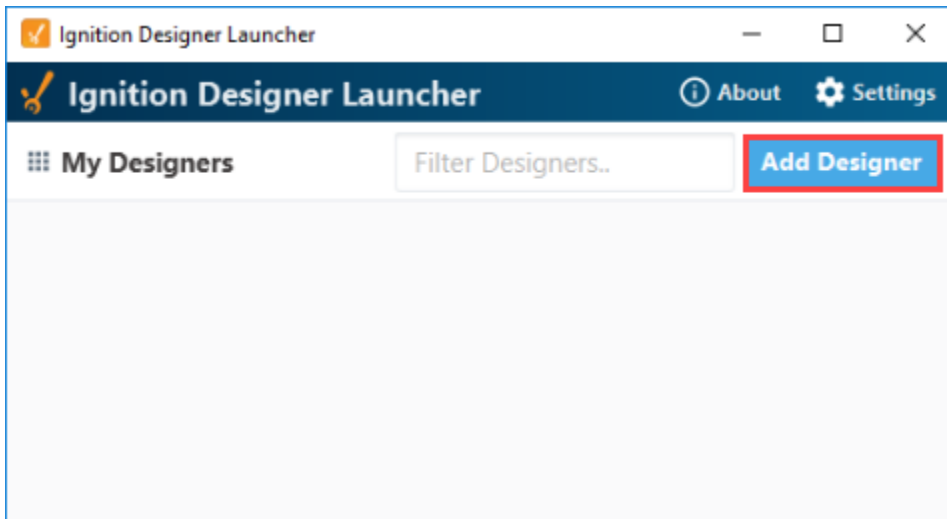 Ignition Designer Launcher
Ignition Designer Launcher About Settings
My Designers Filter Designers.. Add Designer